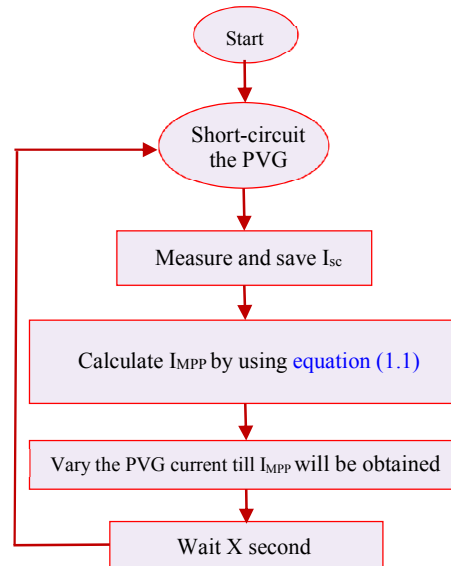 Start
Short-circuit
the PVG
Measure and save Isc
Calculate IMPP by using equation (1.1)
Vary the PVG current till IMPP will be obtained
Wait X second